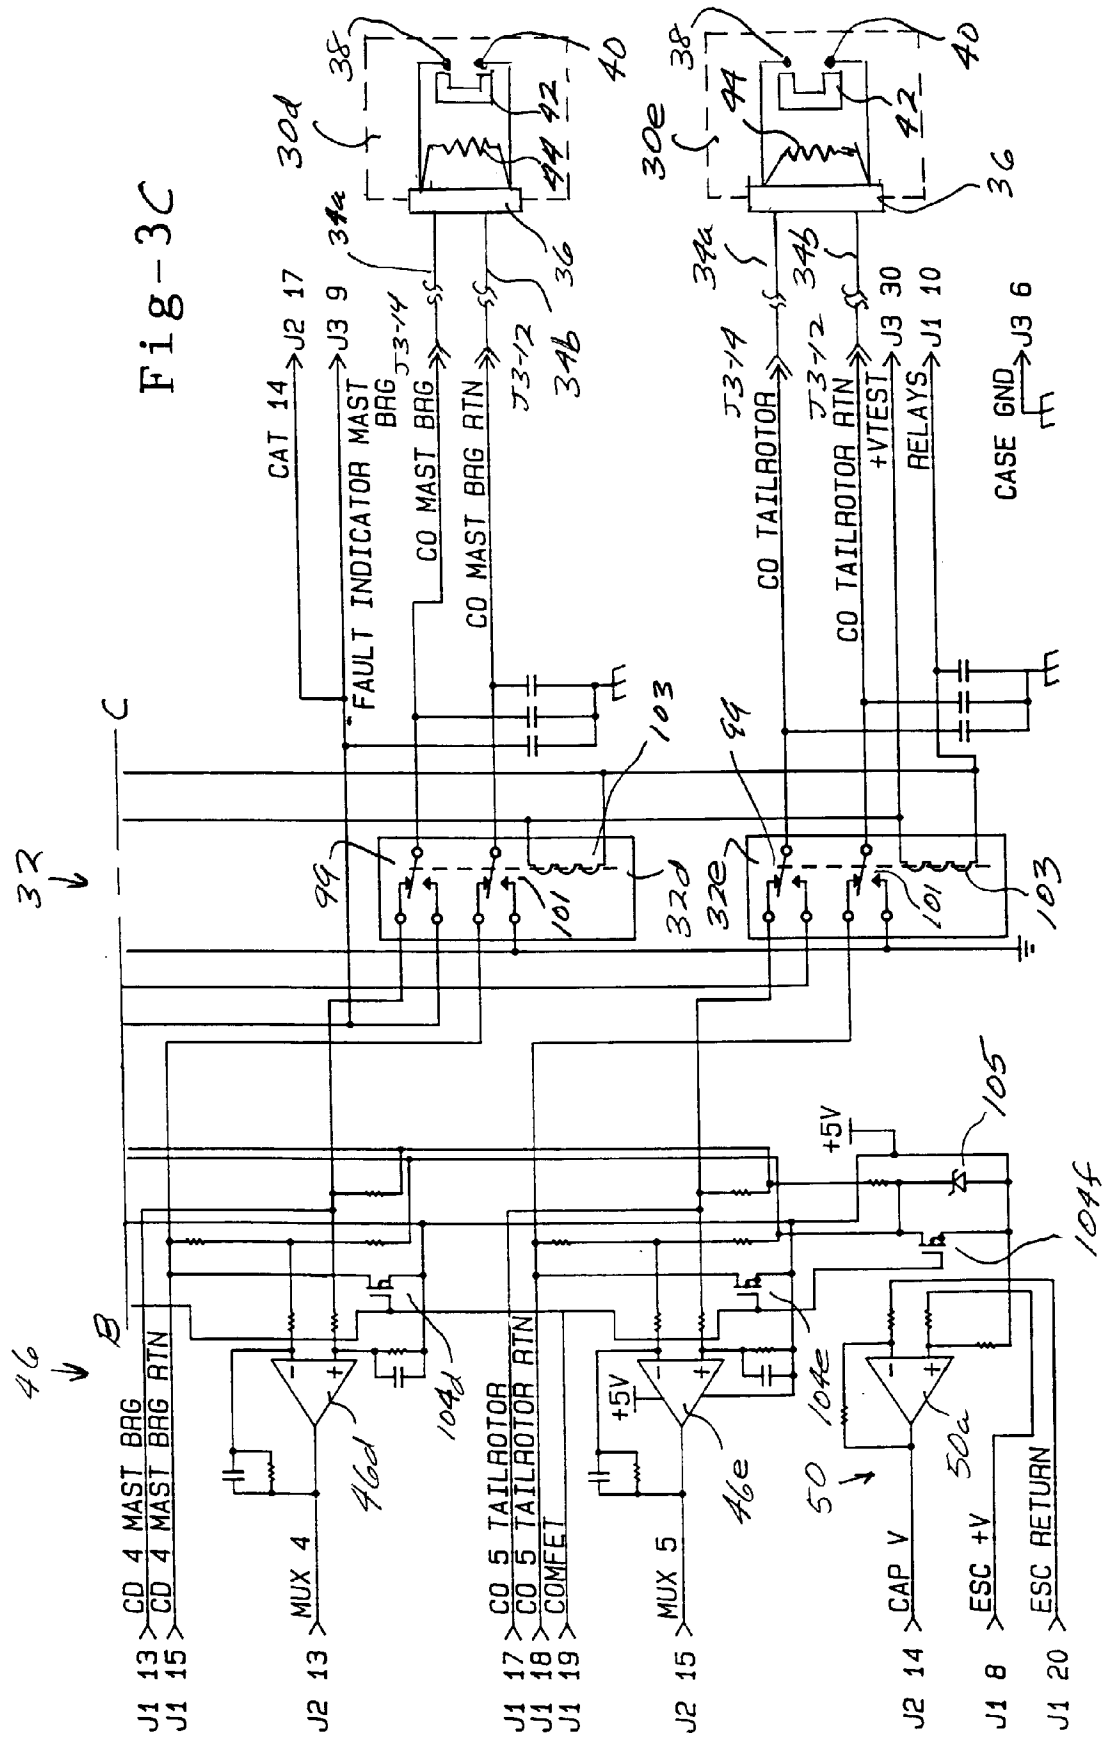 Fig-3C
32
46
B
C
CAT 14
J2 17
J3 9
FAULT INDICATOR MAST
BRG
J3-14
34a
30d
38
40
42
44
36
34b
J3-12
CO MAST BRG
CO MAST BRG RTN
99
101
103
32d
CD 4 MAST BRG
CD 4 MAST BRG RTN
J1 13
J1 15
104d
46d
MUX 4
J2 13
30e
38
40
44
42
36
34a
34b
J3-14
J3-12
CO TAILROTOR
CO TAILROTOR RTN
+VTEST
J3 30
RELAYS
J1 10
CASE GND
J3 6
99
32e
101
103
CO 5 TAILROTOR
CO 5 TAILROTOR RTN
COMFET
J1 17
J1 18
J1 19
+5V
104e
46e
MUX 5
J2 15
+5V
105
104f
50
50a
CAP V
J2 14
ESC +V
J1 8
ESC RETURN
J1 20